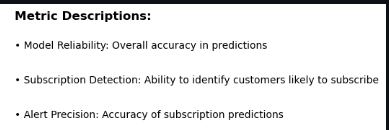 Metric Descriptions:
• Model Reliability: Overall accuracy in predictions
• Subscription Detection: Ability to identify customers likely to subscribe
• Alert Precision: Accuracy of subscription predictions